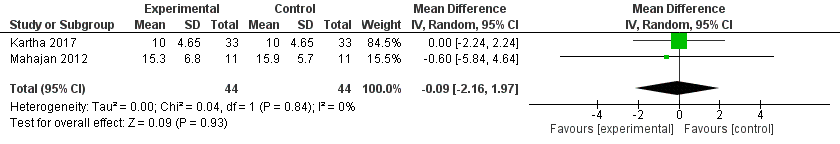 Experimental Control Mean Difference Mean Difference
Study or Subgroup Mean SD Total Mean SD Total Weight IV, Random, 95% CI IV, Random, 95% CI
Kartha 2017 10 4.65 33 10 4.65 33 84.5% 0.00 [-2.24, 2.24]
Mahajan 2012 15.3 6.8 11 15.9 5.7 11 15.5% -0.60 [-5.84, 4.64]
Total (95% CI) 44 44 100.0% -0.09 [-2.16, 1.97]
Heterogeneity: Tau² = 0.00; Chi² = 0.04, df = 1 (P = 0.84); I² = 0%
Test for overall effect: Z = 0.09 (P = 0.93)
-4 -2 0 2 4
Favours [experimental] Favours [control]